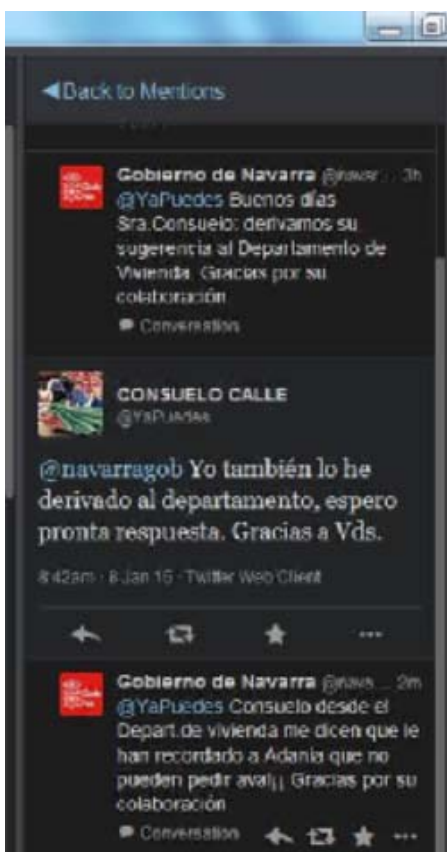 Back to Mentions
Gobierno de Navarra @navar... 3h
@YaPuedes Buenos días
Sra.Consuelo: derivamos su
sugerencia al Departamento de
Vivienda. Gracias por su
colaboración
Conversation
CONSUELO CALLE
@YaPuedes
@navarragob Yo también lo he
derivado al departamento, espero
pronta respuesta. Gracias a Vds.
8:42am · 8 Jan 15 · Twitter Web Client
Gobierno de Navarra @nava... 2m
@YaPuedes Consuelo desde el
Depart.de vivienda me dicen que le
han recordado a Adania que no
pueden pedir aval¡¡ Gracias por su
colaboración
Conversation